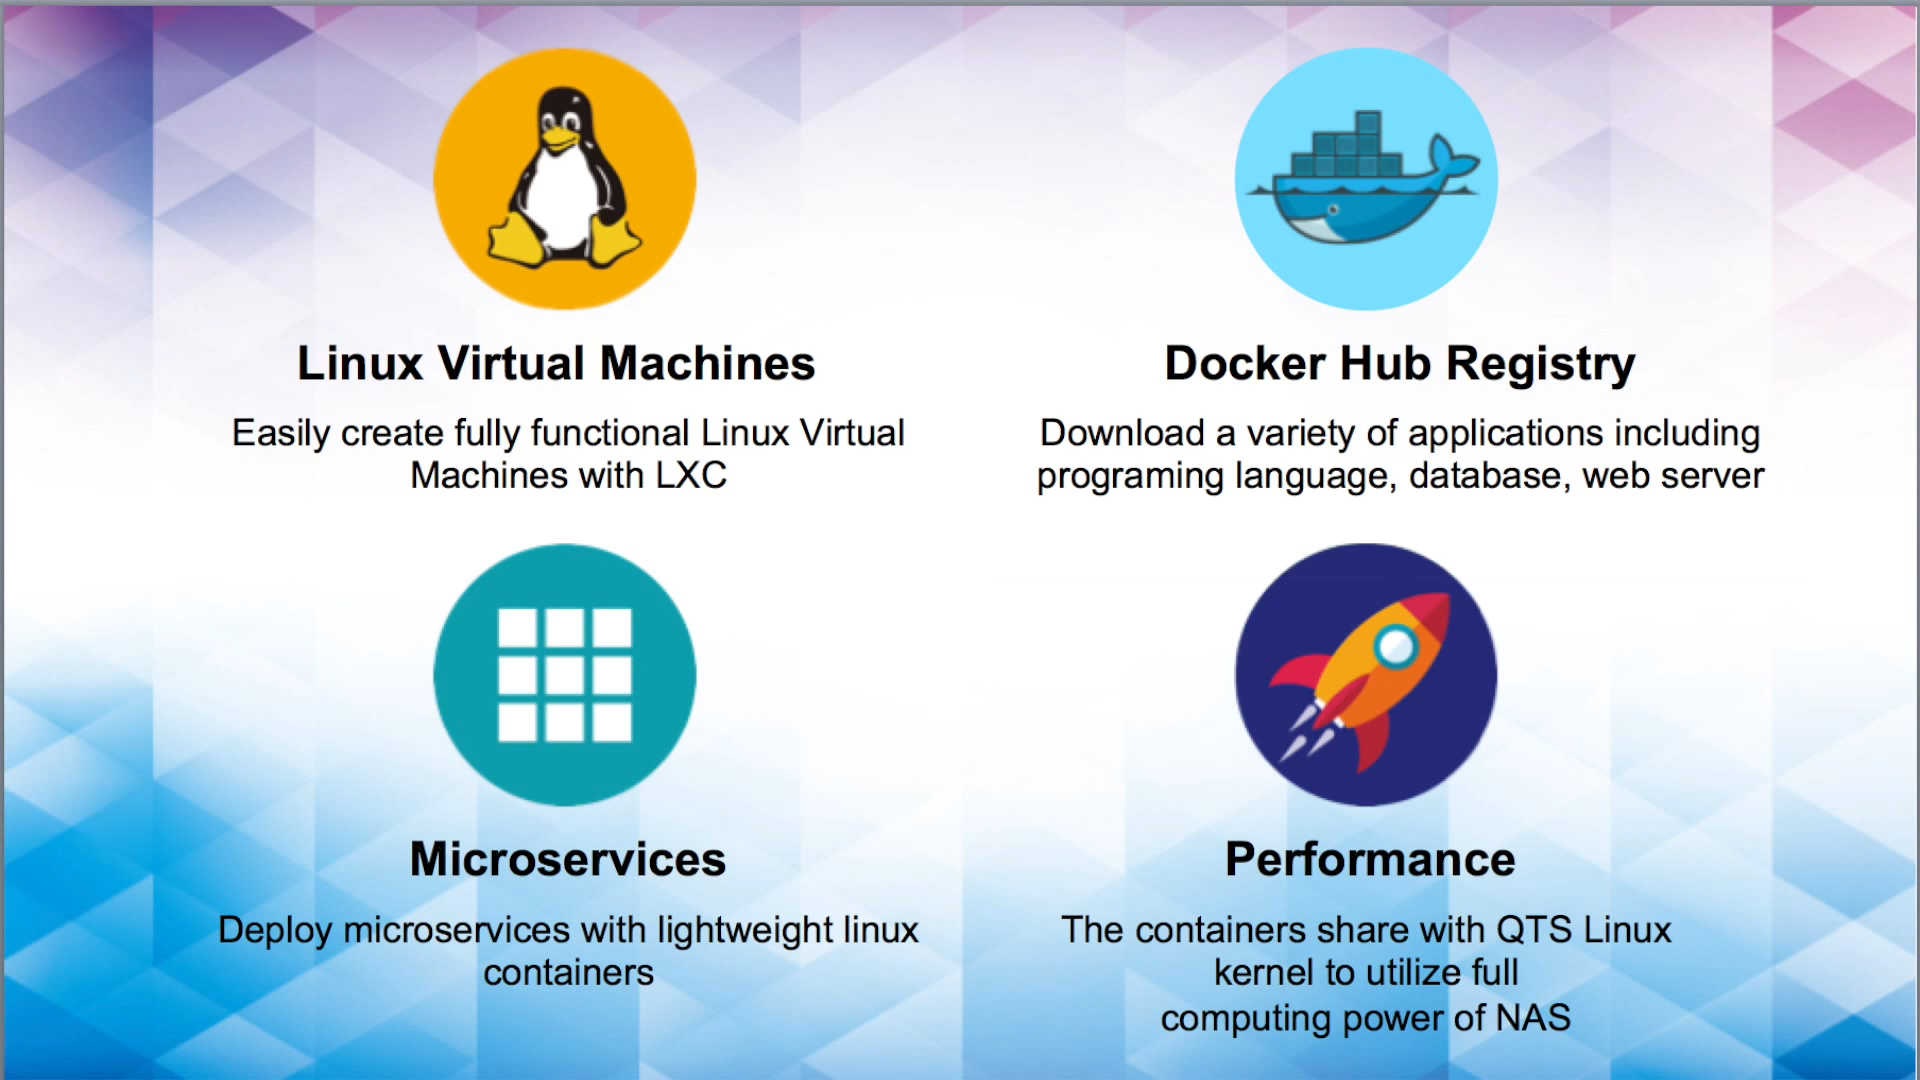 Linux Virtual Machines
Easily create fully functional Linux Virtual
Machines with LXC
Docker Hub Registry
Download a variety of applications including
programing language, database, web server
Microservices
Deploy microservices with lightweight linux
containers
Performance
The containers share with QTS Linux
kernel to utilize full
computing power of NAS